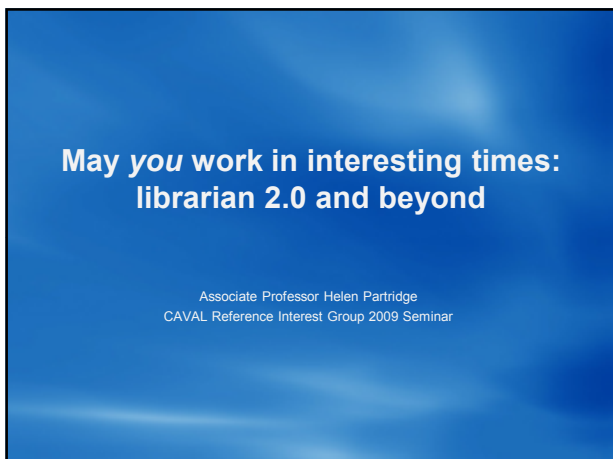 May you work in interesting times:
librarian 2.0 and beyond
Associate Professor Helen Partridge
CAVAL Reference Interest Group 2009 Seminar